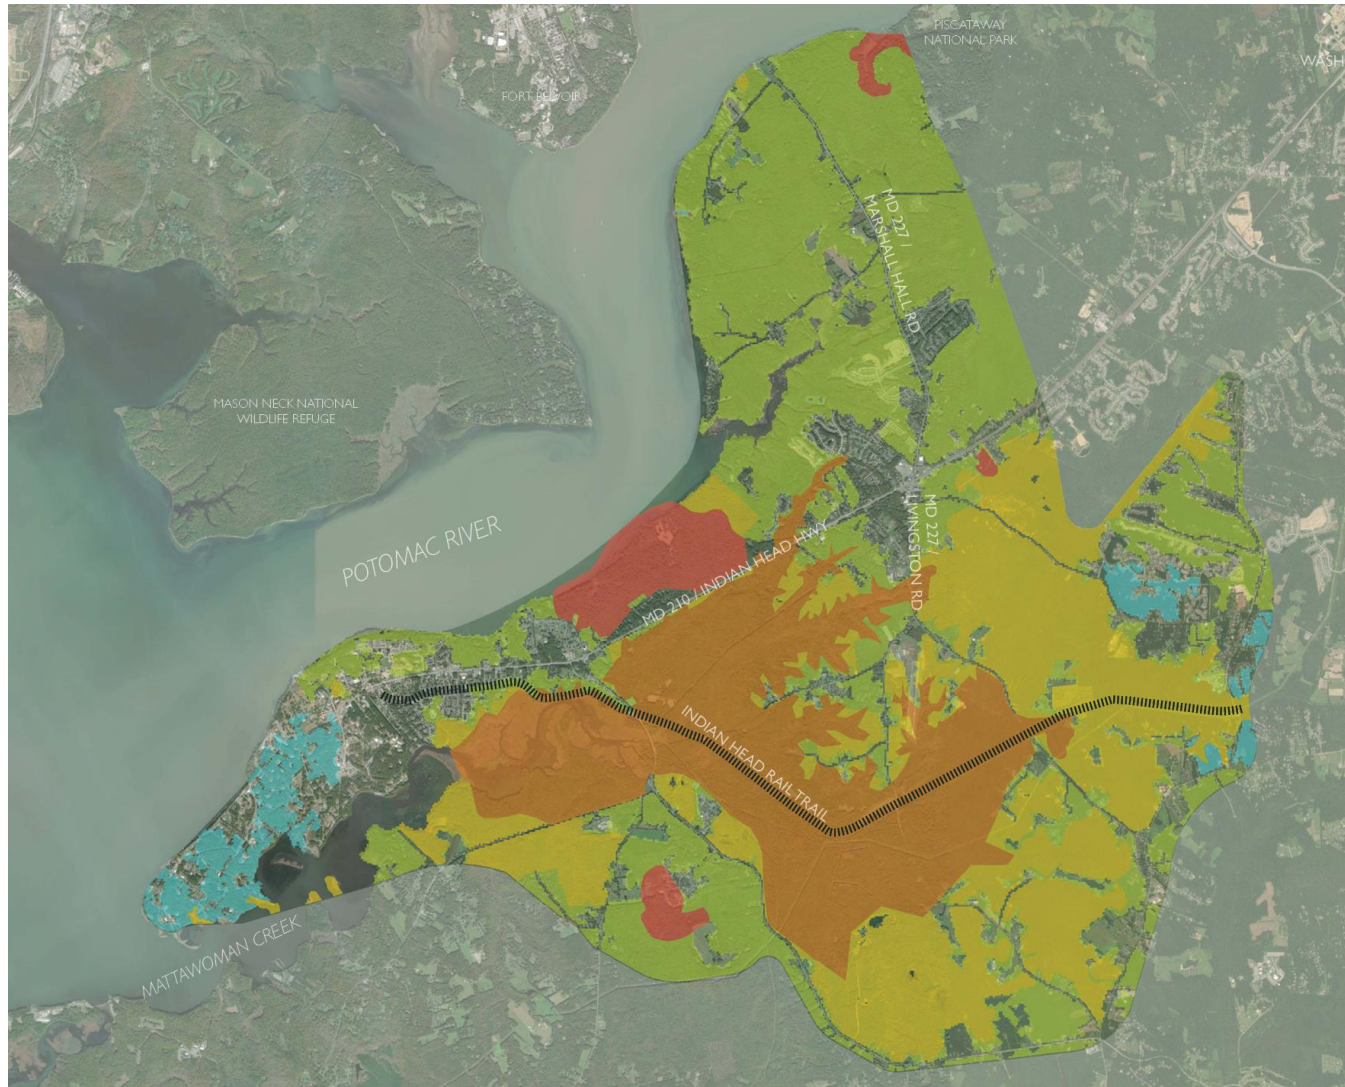 PISCATAWAY
NATIONAL PARK
WASH
FORT BELVOIR
MD 227 /
MARSHALL HALL RD
MASON NECK NATIONAL
WILDLIFE REFUGE
POTOMAC RIVER
MD 210 / INDIAN HEAD HWY
MD 227 /
LIVINGSTON RD
INDIAN HEAD RAIL TRAIL
MATTAWOMAN CREEK